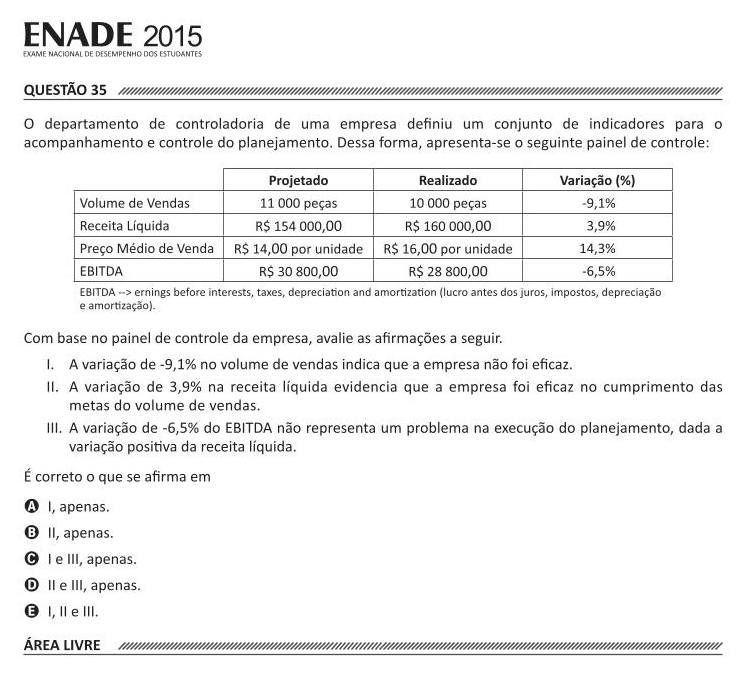 ENADE 2015
EXAME NACIONAL DE DESEMPENHO DOS ESTUDANTES
QUESTÃO 35
O departamento de controladoria de uma empresa definiu um conjunto de indicadores para o
acompanhamento e controle do planejamento. Dessa forma, apresenta-se o seguinte painel de controle:
Projetado Realizado Variação (%)
Volume de Vendas 11 000 peças 10 000 peças -9,1%
Receita Líquida R$ 154 000,00 R$ 160 000,00 3,9%
Preço Médio de Venda R$ 14,00 por unidade R$ 16,00 por unidade 14,3%
EBITDA R$ 30 800,00 R$ 28 800,00 -6,5%
EBITDA --> ernings before interests, taxes, depreciation and amortization (lucro antes dos juros, impostos, depreciação
e amortização).
Com base no painel de controle da empresa, avalie as afirmações a seguir.
I. A variação de -9,1% no volume de vendas indica que a empresa não foi eficaz.
II. A variação de 3,9% na receita líquida evidencia que a empresa foi eficaz no cumprimento das
metas do volume de vendas.
III. A variação de -6,5% do EBITDA não representa um problema na execução do planejamento, dada a
variação positiva da receita líquida.
É correto o que se afirma em
A I, apenas.
B II, apenas.
C I e III, apenas.
D II e III, apenas.
E I, II e III.
ÁREA LIVRE